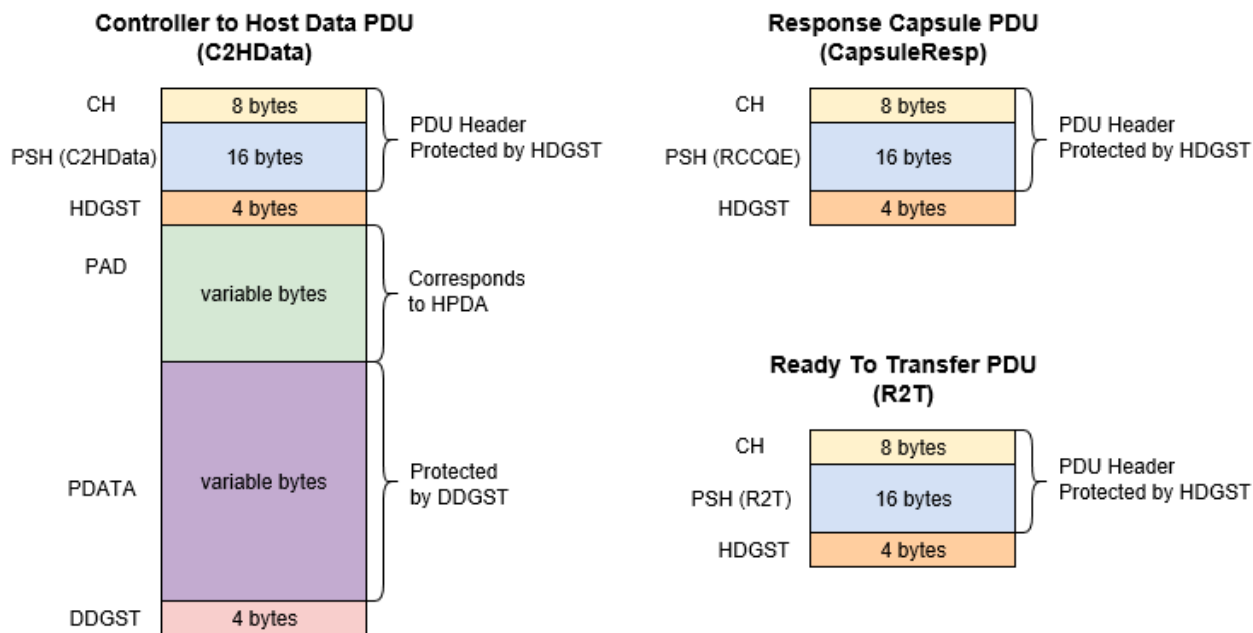 Controller to Host Data PDU
(C2HData)
CH
8 bytes
PSH (C2HData)
16 bytes
PDU Header
Protected by HDGST
HDGST
4 bytes
PAD
variable bytes
Corresponds
to HPDA
PDATA
variable bytes
Protected
by DDGST
DDGST
4 bytes
Response Capsule PDU
(CapsuleResp)
CH
8 bytes
PSH (RCCQE)
16 bytes
PDU Header
Protected by HDGST
HDGST
4 bytes
Ready To Transfer PDU
(R2T)
CH
8 bytes
PSH (R2T)
16 bytes
PDU Header
Protected by HDGST
HDGST
4 bytes